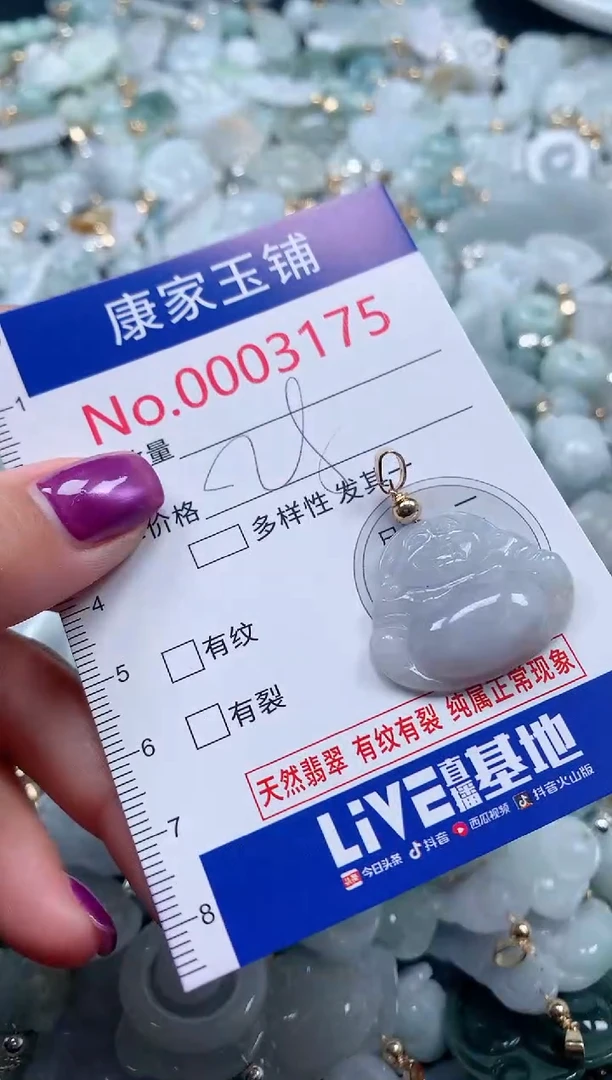 康家玉铺
No.0003175
量
价格
多样性 发其一
有纹
有裂
天然翡翠 有纹有裂 纯属正常现象
LiVE直播基地
头条 今日头条 抖音 西瓜视频 抖音火山版
1
4
5
6
7
8